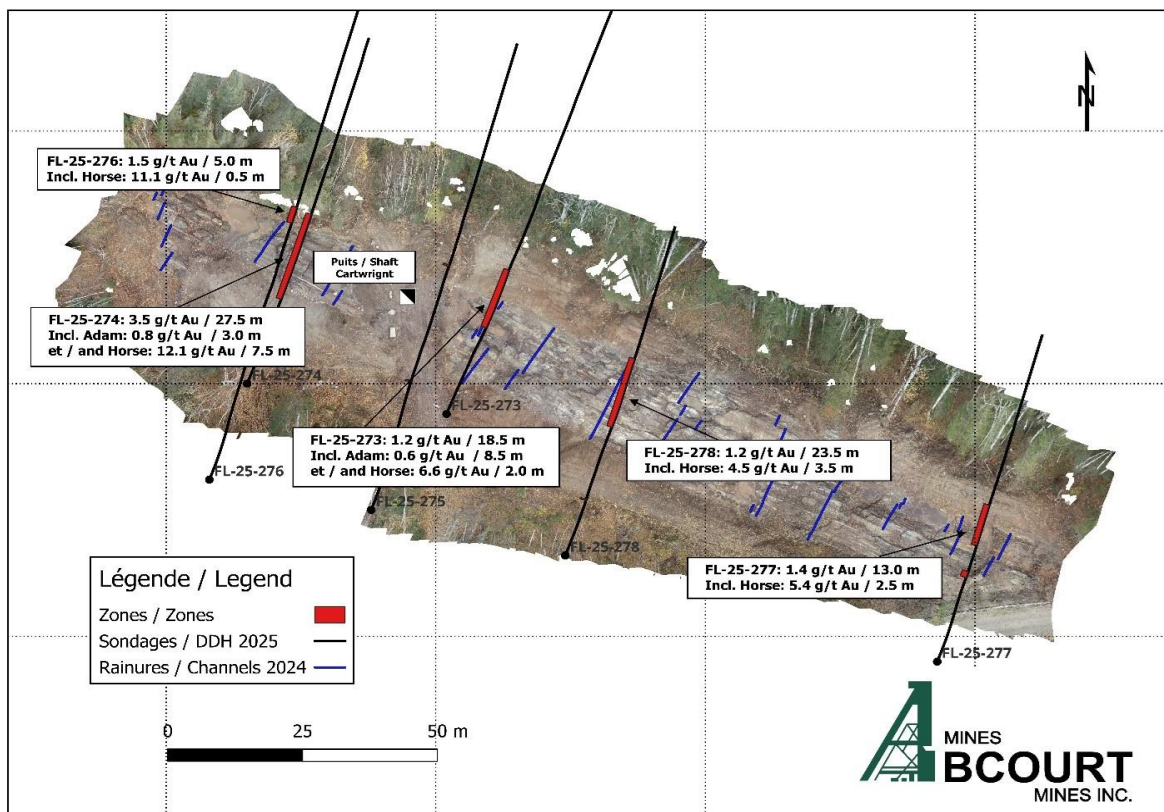 N
FL-25-276: 1.5 g/t Au / 5.0 m
Incl. Horse: 11.1 g/t Au / 0.5 m
Puits / Shaft
Cartwrignt
FL-25-274: 3.5 g/t Au / 27.5 m
Incl. Adam: 0.8 g/t Au / 3.0 m
et / and Horse: 12.1 g/t Au / 7.5 m
FL-25-274
FL-25-273
FL-25-273: 1.2 g/t Au / 18.5 m
Incl. Adam: 0.6 g/t Au / 8.5 m
et / and Horse: 6.6 g/t Au / 2.0 m
FL-25-278: 1.2 g/t Au / 23.5 m
Incl. Horse: 4.5 g/t Au / 3.5 m
FL-25-276
FL-25-275
FL-25-278
FL-25-277: 1.4 g/t Au / 13.0 m
Incl. Horse: 5.4 g/t Au / 2.5 m
FL-25-277
Légende / Legend
Zones / Zones
Sondages / DDH 2025
Rainures / Channels 2024
0 25 50 m
MINES
ABCOURT
MINES INC.